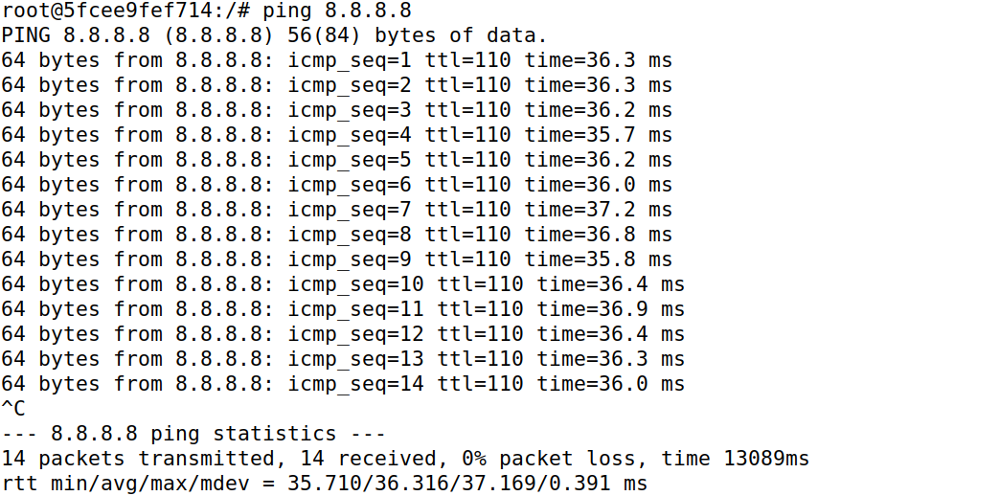 root@5fcee9fef714:/# ping 8.8.8.8
PING 8.8.8.8 (8.8.8.8) 56(84) bytes of data.
64 bytes from 8.8.8.8: icmp_seq=1 ttl=110 time=36.3 ms
64 bytes from 8.8.8.8: icmp_seq=2 ttl=110 time=36.3 ms
64 bytes from 8.8.8.8: icmp_seq=3 ttl=110 time=36.2 ms
64 bytes from 8.8.8.8: icmp_seq=4 ttl=110 time=35.7 ms
64 bytes from 8.8.8.8: icmp_seq=5 ttl=110 time=36.2 ms
64 bytes from 8.8.8.8: icmp_seq=6 ttl=110 time=36.0 ms
64 bytes from 8.8.8.8: icmp_seq=7 ttl=110 time=37.2 ms
64 bytes from 8.8.8.8: icmp_seq=8 ttl=110 time=36.8 ms
64 bytes from 8.8.8.8: icmp_seq=9 ttl=110 time=35.8 ms
64 bytes from 8.8.8.8: icmp_seq=10 ttl=110 time=36.4 ms
64 bytes from 8.8.8.8: icmp_seq=11 ttl=110 time=36.9 ms
64 bytes from 8.8.8.8: icmp_seq=12 ttl=110 time=36.4 ms
64 bytes from 8.8.8.8: icmp_seq=13 ttl=110 time=36.3 ms
64 bytes from 8.8.8.8: icmp_seq=14 ttl=110 time=36.0 ms
^C
--- 8.8.8.8 ping statistics ---
14 packets transmitted, 14 received, 0% packet loss, time 13089ms
rtt min/avg/max/mdev = 35.710/36.316/37.169/0.391 ms